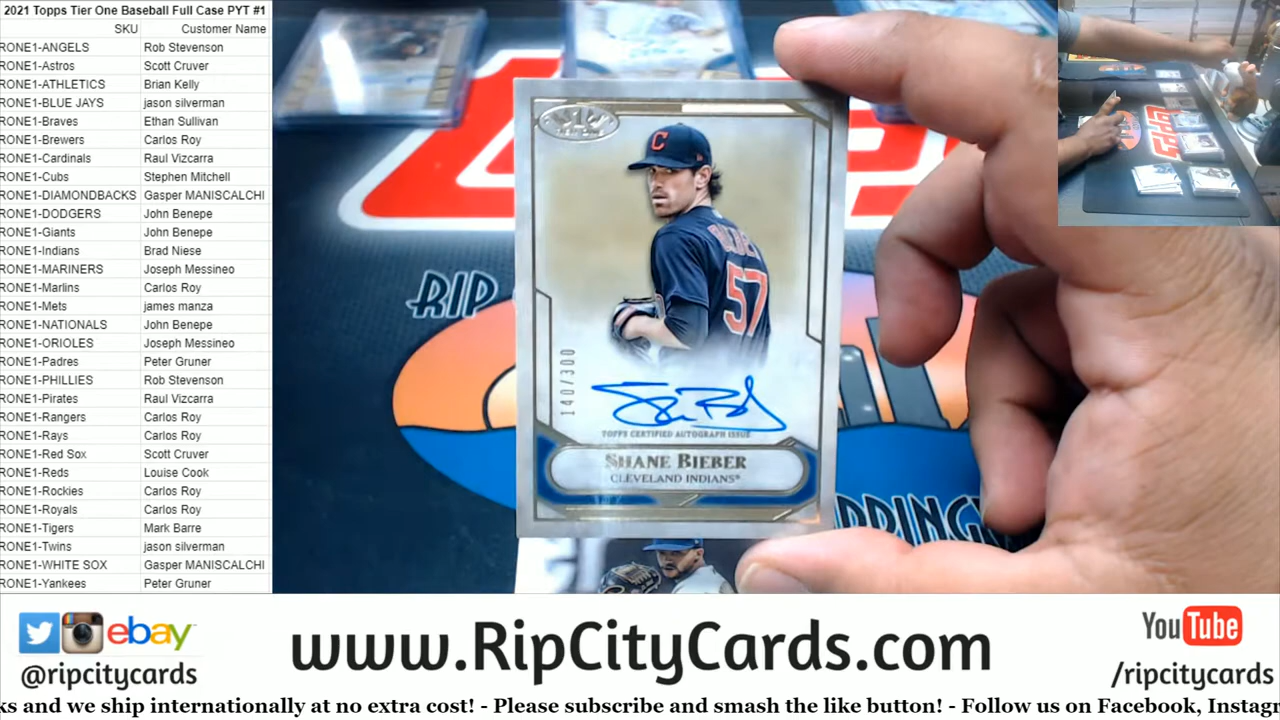 2021 Topps Tier One Baseball Full Case PYT #1
SKU Customer Name
RONE1-ANGELS Rob Stevenson
RONE1-Astros Scott Cruver
RONE1-ATHLETICS Brian Kelly
RONE1-BLUE JAYS jason silverman
RONE1-Braves Ethan Sullivan
RONE1-Brewers Carlos Roy
RONE1-Cardinals Raul Vizcarra
RONE1-Cubs Stephen Mitchell
RONE1-DIAMONDBACKS Gasper MANISCALCHI
RONE1-DODGERS John Benepe
RONE1-Giants John Benepe
RONE1-Indians Brad Niese
RONE1-MARINERS Joseph Messineo
RONE1-Marlins Carlos Roy
RONE1-Mets james manza
RONE1-NATIONALS John Benepe
RONE1-ORIOLES Joseph Messineo
RONE1-Padres Peter Gruner
RONE1-PHILLIES Rob Stevenson
RONE1-Pirates Raul Vizcarra
RONE1-Rangers Carlos Roy
RONE1-Rays Carlos Roy
RONE1-Red Sox Scott Cruver
RONE1-Reds Louise Cook
RONE1-Rockies Carlos Roy
RONE1-Royals Carlos Roy
RONE1-Tigers Mark Barre
RONE1-Twins jason silverman
RONE1-WHITE SOX Gasper MANISCALCHI
RONE1-Yankees Peter Gruner
C
57
140/300
TOPPS CERTIFIED AUTOGRAPH ISSUE
SHANE BIEBER
CLEVELAND INDIANS®
RIP
PPING
ebay
@ripcitycards
www.RipCityCards.com
YouTube
/ripcitycards
ks and we ship internationally at no extra cost! - Please subscribe and smash the like button! - Follow us on Facebook, Instag